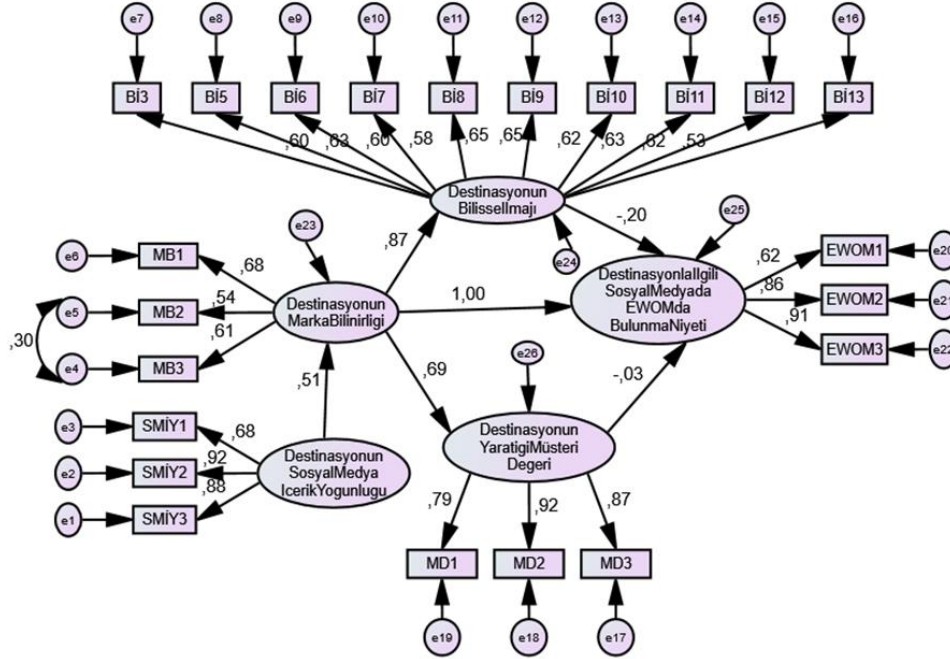 e7 e8 e9 e10 e11 e12 e13 e14 e15 e16
Bİ3 Bİ5 Bİ6 Bİ7 Bİ8 Bİ9 Bİ10 Bİ11 Bİ12 Bİ13
,60 ,63 ,60 ,58 ,65 ,65 ,62 ,63 ,62 ,53
Destinasyonun
BilisselImajı
-,20
e25
e23
,87
e24
e6
MB1
,68
e5
MB2
,54
,30
e4
MB3
,61
Destinasyonun
MarkaBilinirligi
1,00
DestinasyonlaIlgili
SosyalMedyada
EWOMda
BulunmaNiyeti
,62
EWOM1
e20
,86
EWOM2
,91
EWOM3
e22
,51
,69
e26
-,03
e3
SMİY1
,68
e2
SMİY2
,92
e1
SMİY3
,88
Destinasyonun
SosyalMedya
IcerikYogunlugu
Destinasyonun
YaratigiMüsteri
Degeri
,79 ,92 ,87
MD1 MD2 MD3
e19 e18 e17